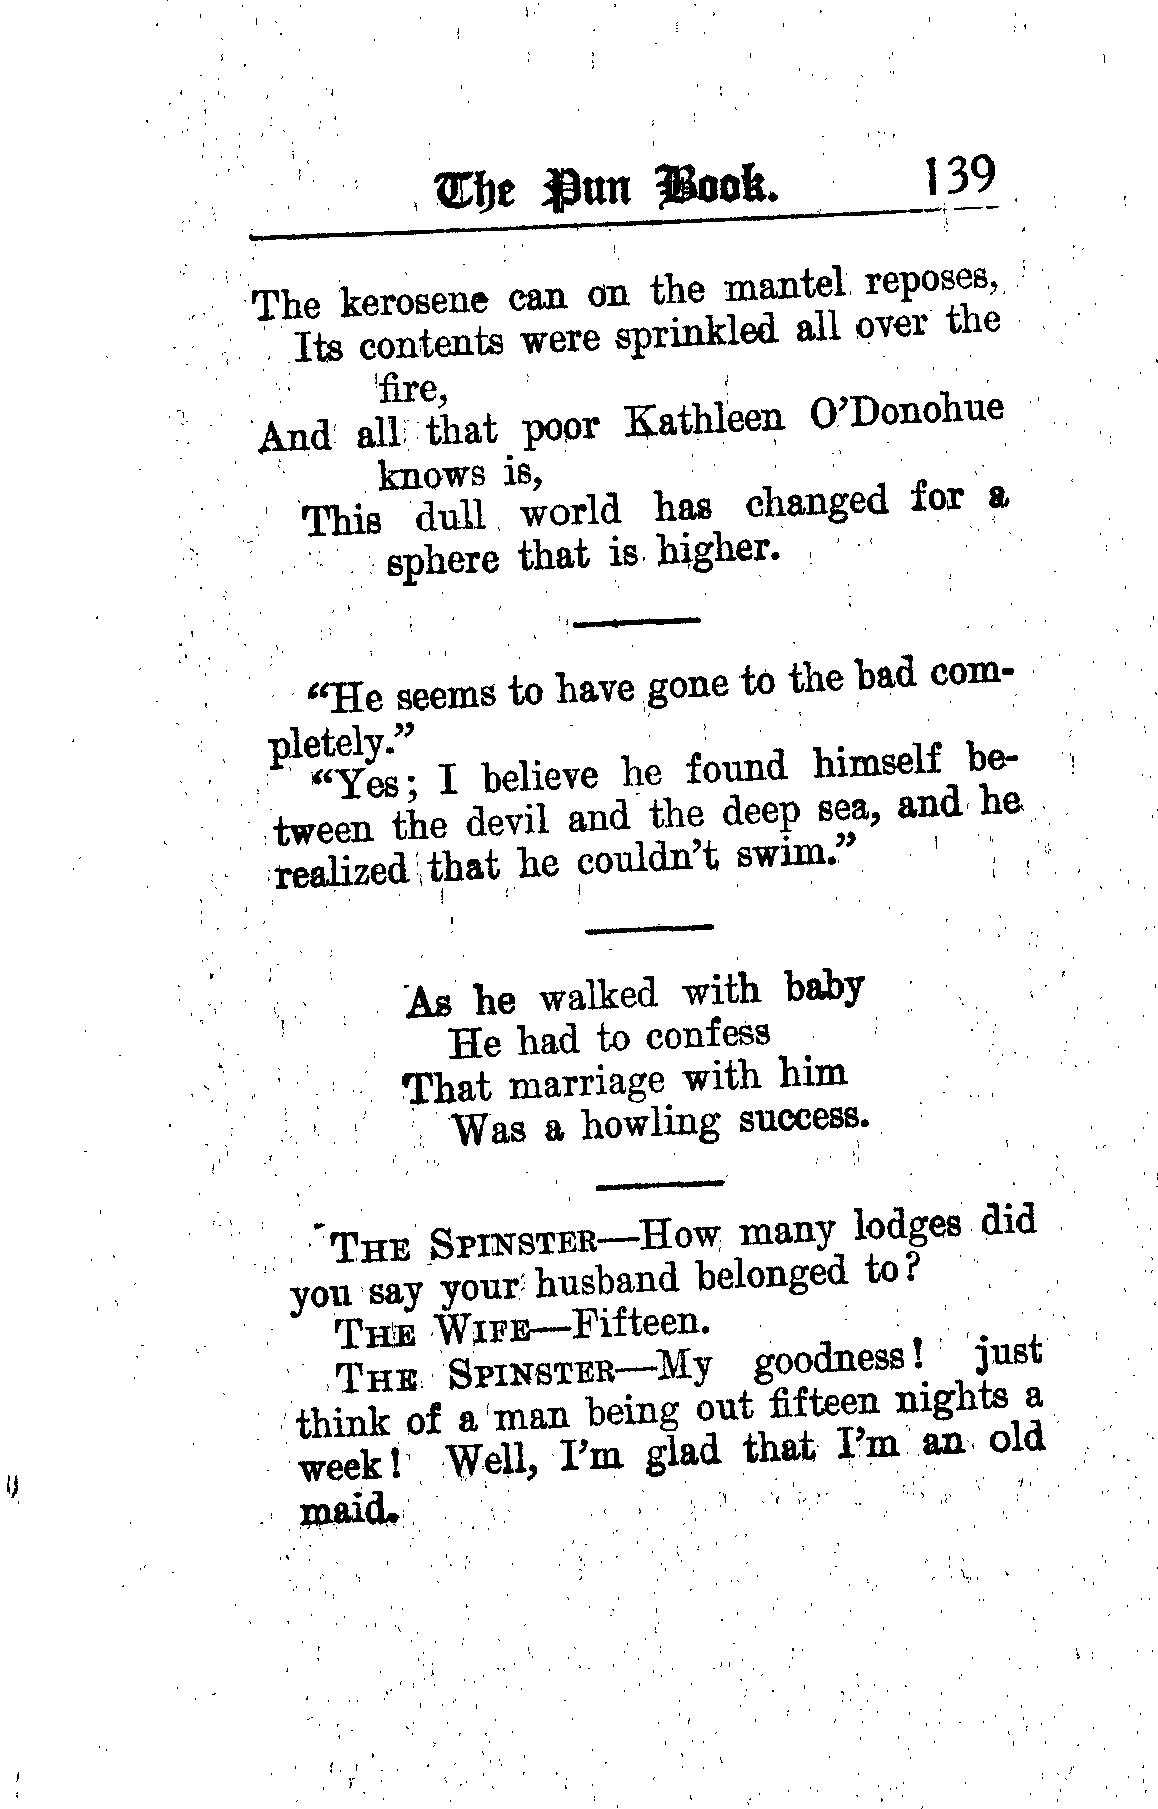 The Pun Book. 139
The kerosene can on the mantel reposes,
Its contents were sprinkled all over the
fire,
And all that poor Kathleen O'Donohue
knows is,
This dull world has changed for a
sphere that is higher.
"He seems to have gone to the bad com-
pletely."
"Yes; I believe he found himself be-
tween the devil and the deep sea, and he
realized that he couldn't swim."
As he walked with baby
He had to confess
That marriage with him
Was a howling success.
THE SPINSTER—How many lodges did
you say your husband belonged to?
THE WIFE—Fifteen.
THE SPINSTER—My goodness! just
think of a man being out fifteen nights a
week! Well, I'm glad that I'm an old
maid.